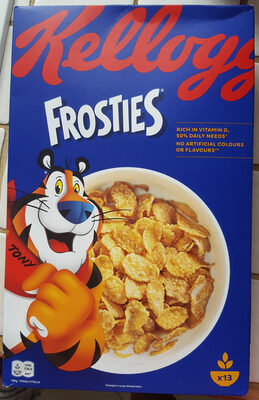 Kellogg
FROSTIES
RICH IN VITAMIN D,
50% DAILY NEEDS*
NO ARTIFICIAL COLOURS
OR FLAVOURS**
TONY
x13